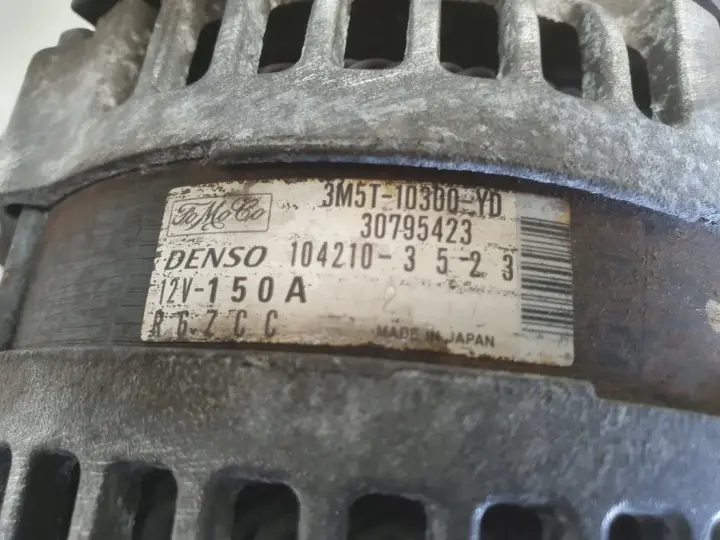 FoMoCo
3M5T-10300-YD
30795423
DENSO 104210-3523
12V-150A
R6ZCC
MADE IN JAPAN